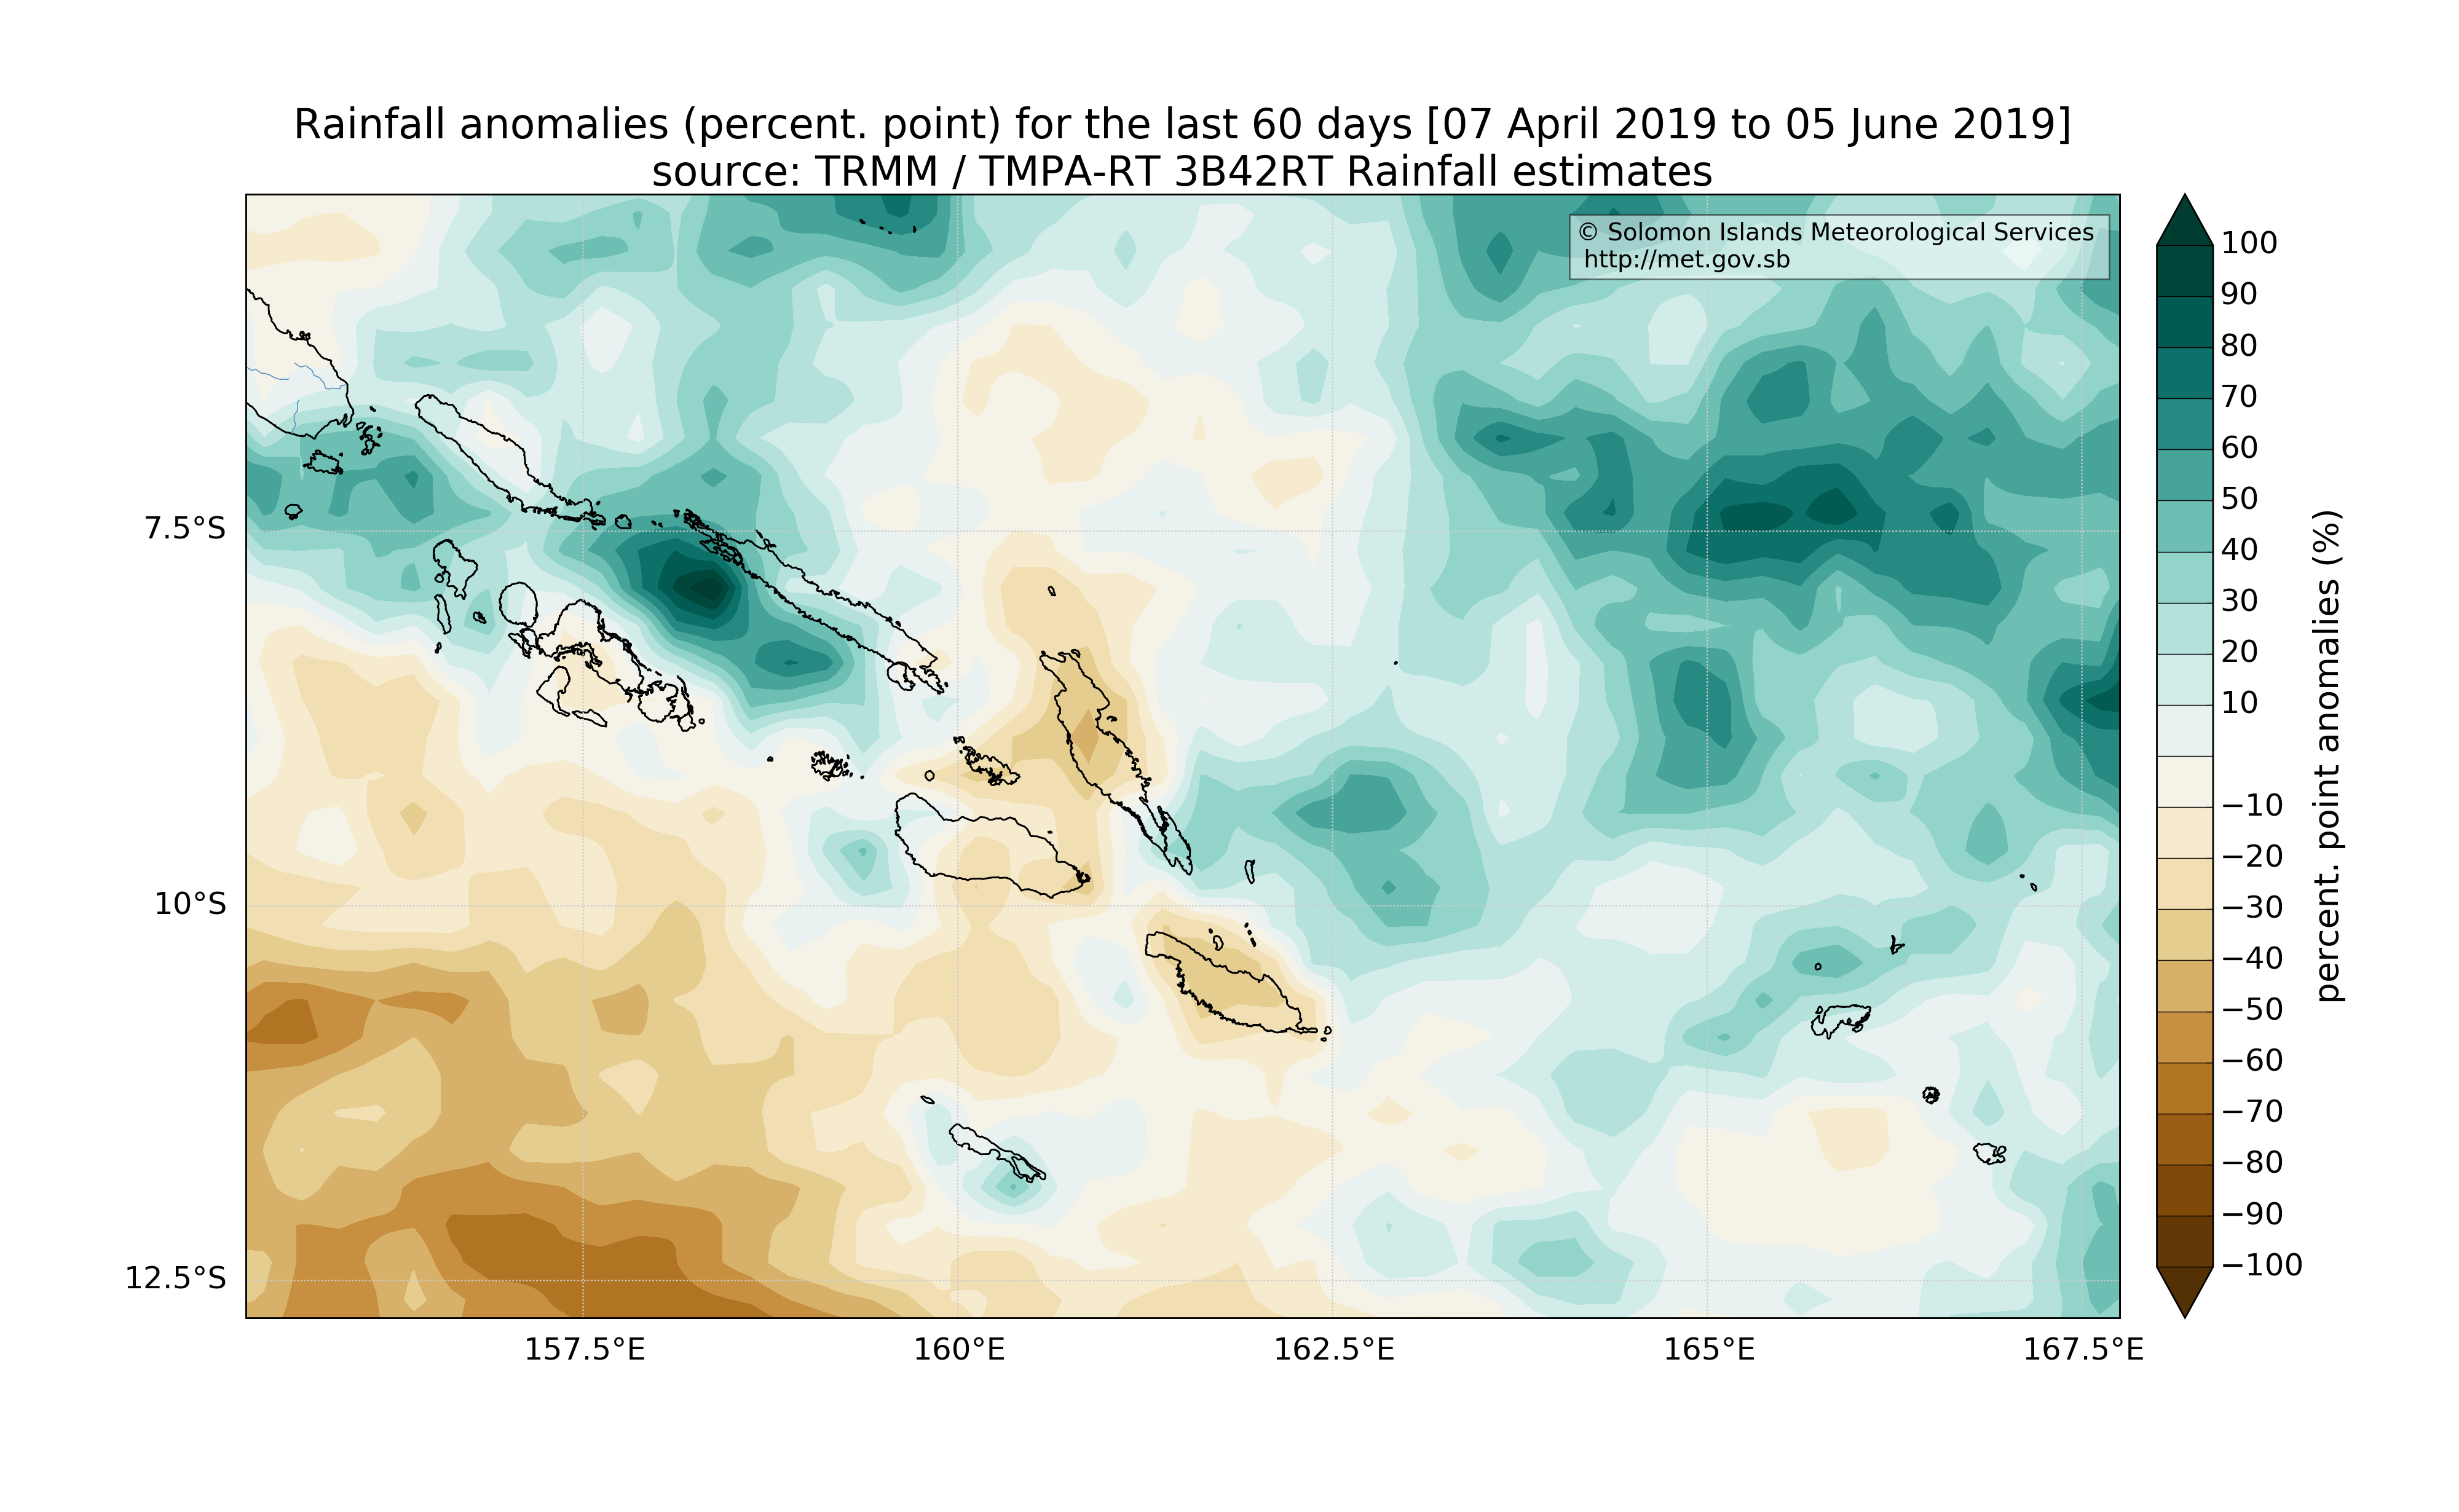 Rainfall anomalies (percent. point) for the last 60 days [07 April 2019 to 05 June 2019]
source: TRMM / TMPA-RT 3B42RT Rainfall estimates
© Solomon Islands Meteorological Services
http://met.gov.sb
7.5°S
10°S
12.5°S
157.5°E
160°E
162.5°E
165°E
167.5°E
100
90
80
70
60
50
40
30
20
10
−10
−20
−30
−40
−50
−60
−70
−80
−90
−100
percent. point anomalies (%)